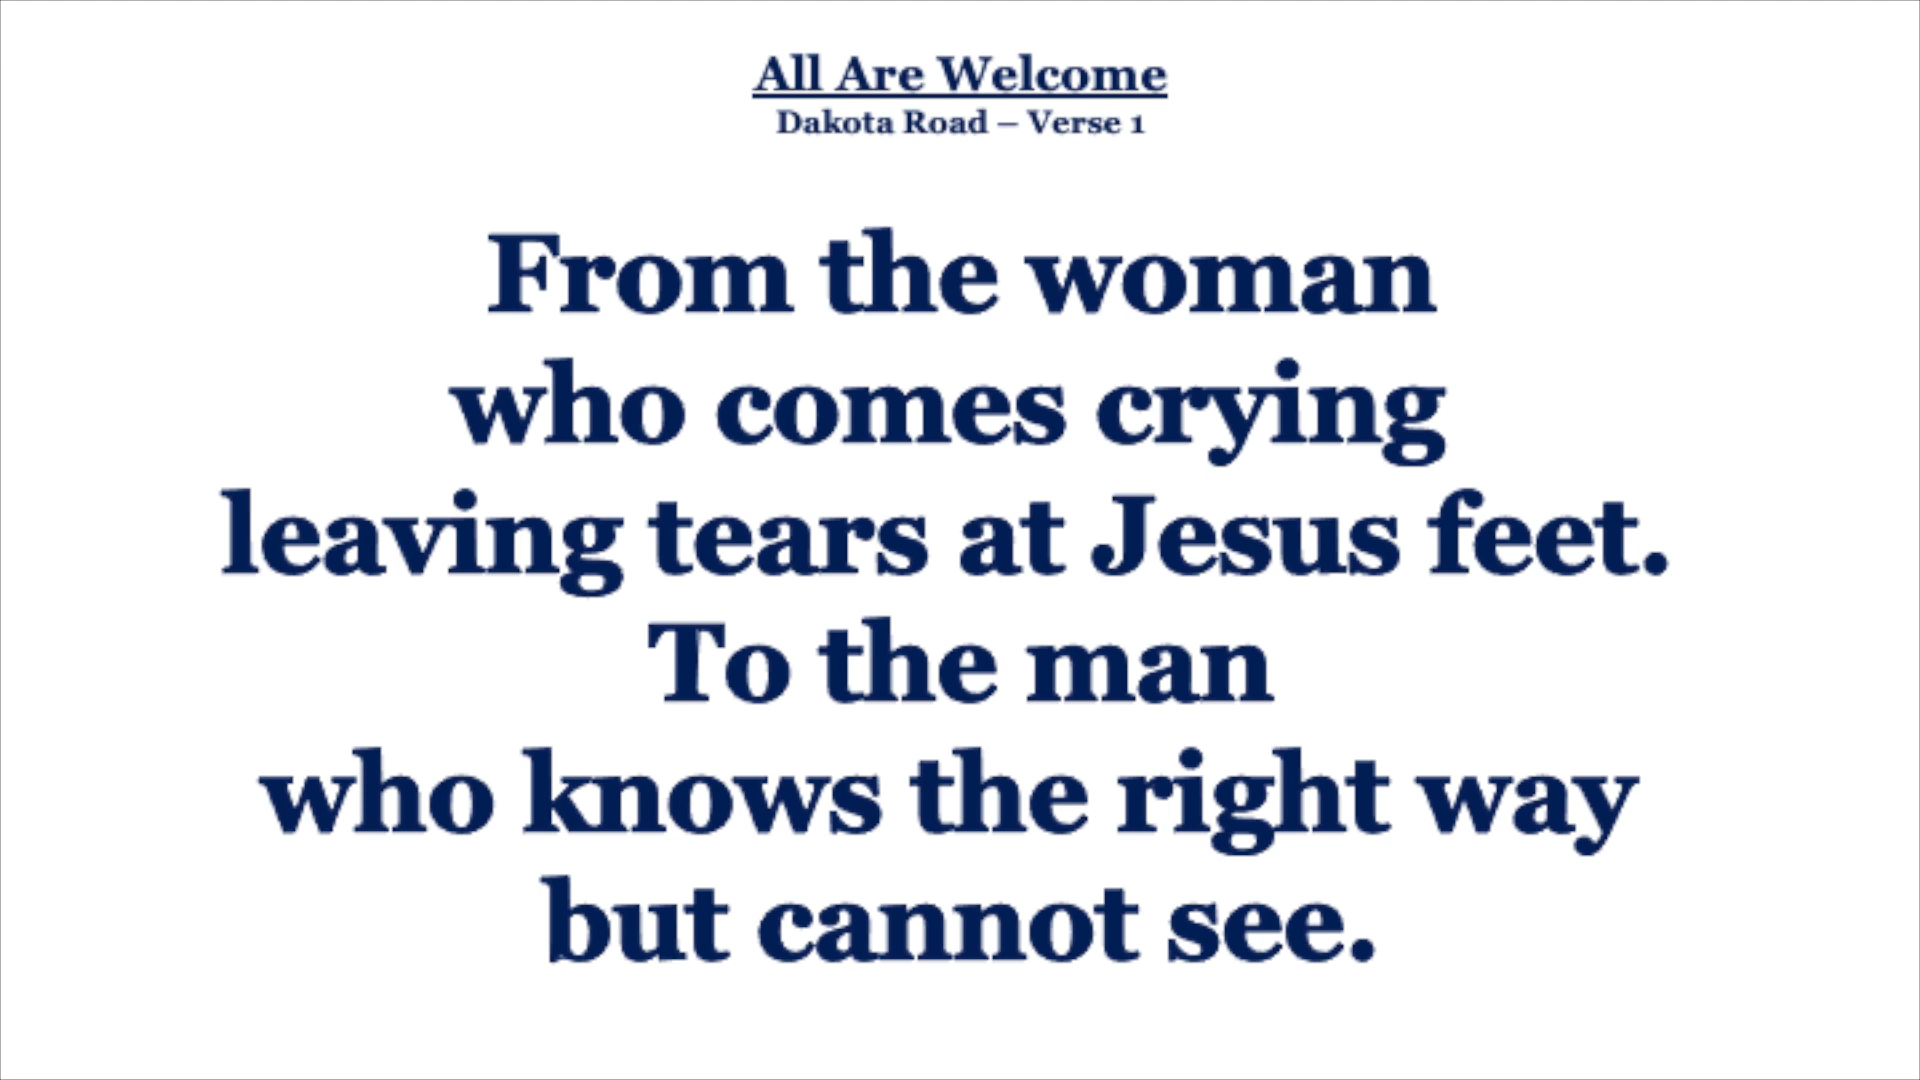 All Are Welcome
Dakota Road – Verse 1
From the woman
who comes crying
leaving tears at Jesus feet.
To the man
who knows the right way
but cannot see.